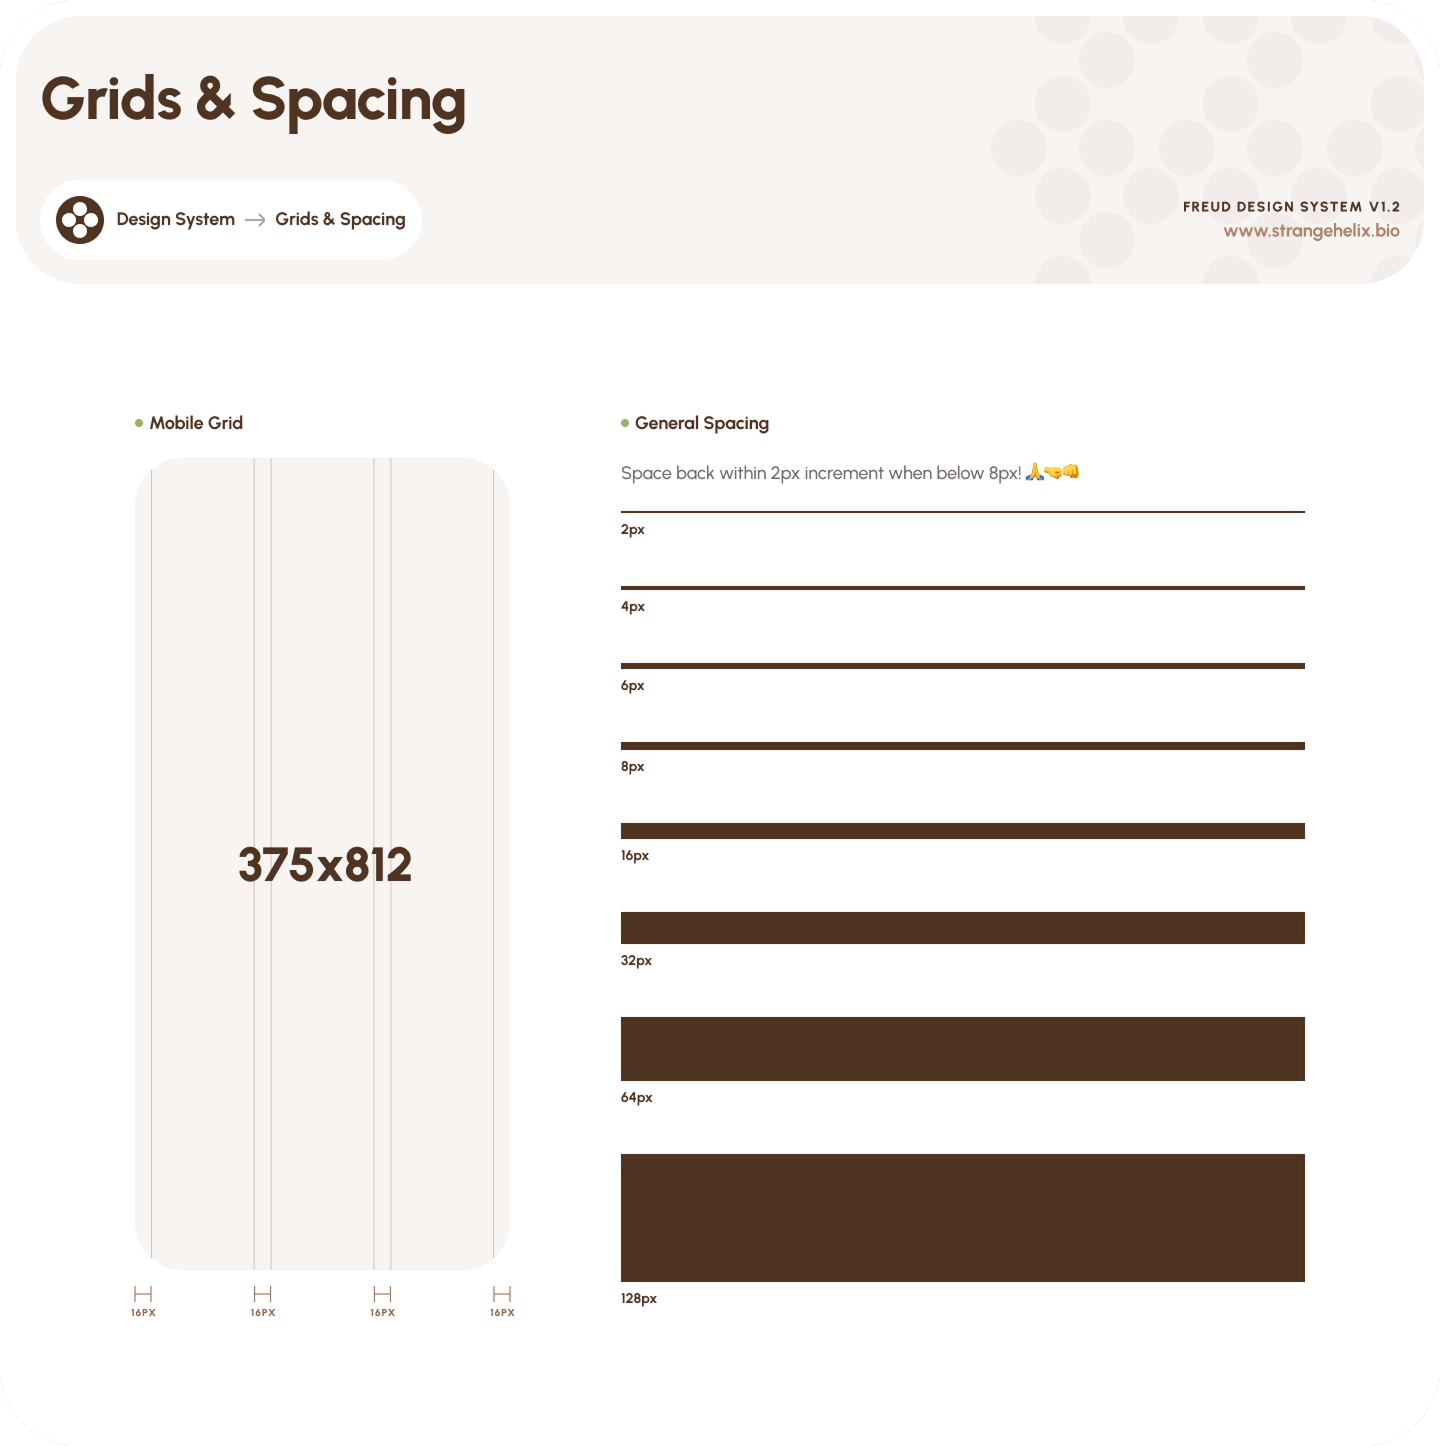 Grids & Spacing
Design System → Grids & Spacing
FREUD DESIGN SYSTEM V1.2
www.strangehelix.bio
Mobile Grid
375x812
16PX 16PX 16PX 16PX
General Spacing
Space back within 2px increment when below 8px! 🙏🤜👊
2px
4px
6px
8px
16px
32px
64px
128px